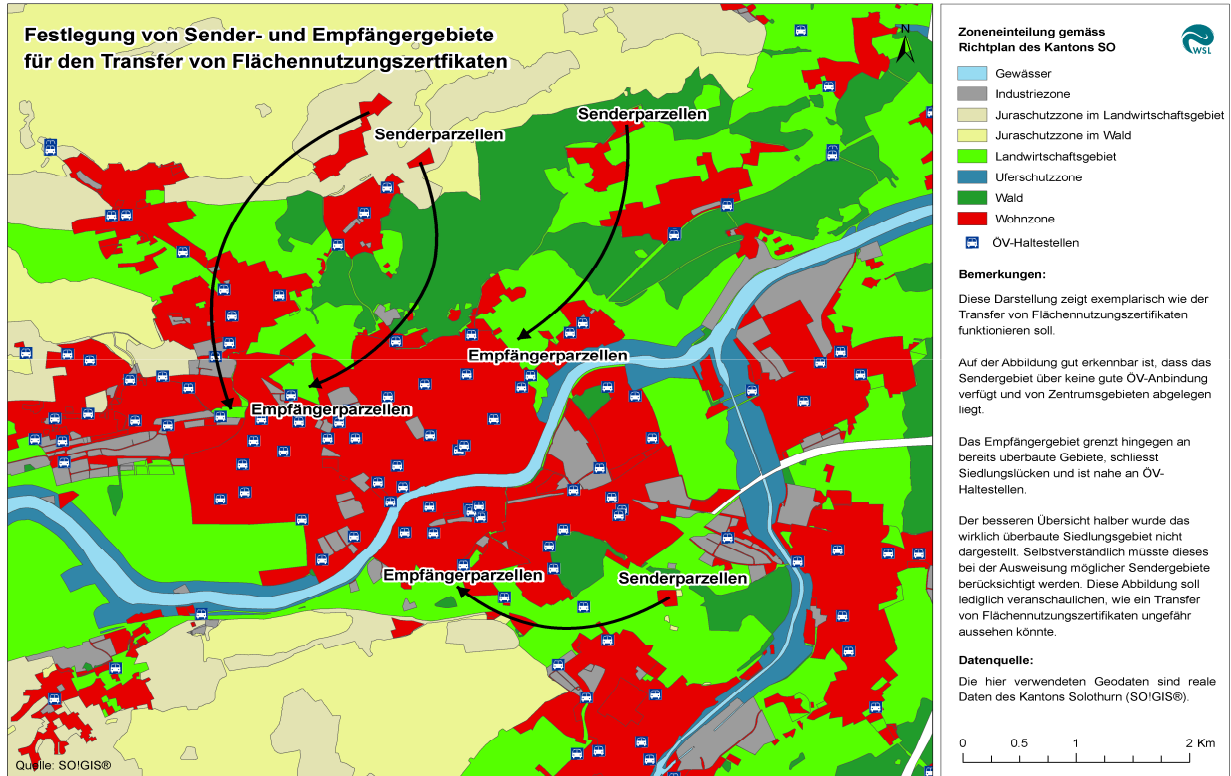 Festlegung von Sender- und Empfängergebiete
für den Transfer von Flächennutzungszertfikaten
N
Senderparzellen
Senderparzellen
Empfängerparzellen
Empfängerparzellen
Empfängerparzellen
Senderparzellen
Quelle: SO!GIS®
Zoneneinteilung gemäss
Richtplan des Kantons SO
WSL
Gewässer
Industriezone
Juraschutzzone im Landwirtschaftsgebiet
Juraschutzzone im Wald
Landwirtschaftsgebiet
Uferschutzzone
Wald
Wohnzone
ÖV-Haltestellen
Bemerkungen:
Diese Darstellung zeigt exemplarisch wie der
Transfer von Flächennutzungszertifikaten
funktionieren soll.
Auf der Abbildung gut erkennbar ist, dass das
Sendergebiet über keine gute ÖV-Anbindung
verfügt und von Zentrumsgebieten abgelegen
liegt.
Das Empfängergebiet grenzt hingegen an
bereits uberbaute Gebiete, schliesst
Siedlungslücken und ist nahe an ÖV-
Haltestellen.
Der besseren Übersicht halber wurde das
wirklich überbaute Siedlungsgebiet nicht
dargestellt. Selbstverständlich müsste dieses
bei der Ausweisung möglicher Sendergebiete
berücksichtigt werden. Diese Abbildung soll
lediglich veranschaulichen, wie ein Transfer
von Flächennutzungszertifikaten ungefähr
aussehen könnte.
Datenquelle:
Die hier verwendeten Geodaten sind reale
Daten des Kantons Solothurn (SO!GIS®).
0 0.5 1 2 Km